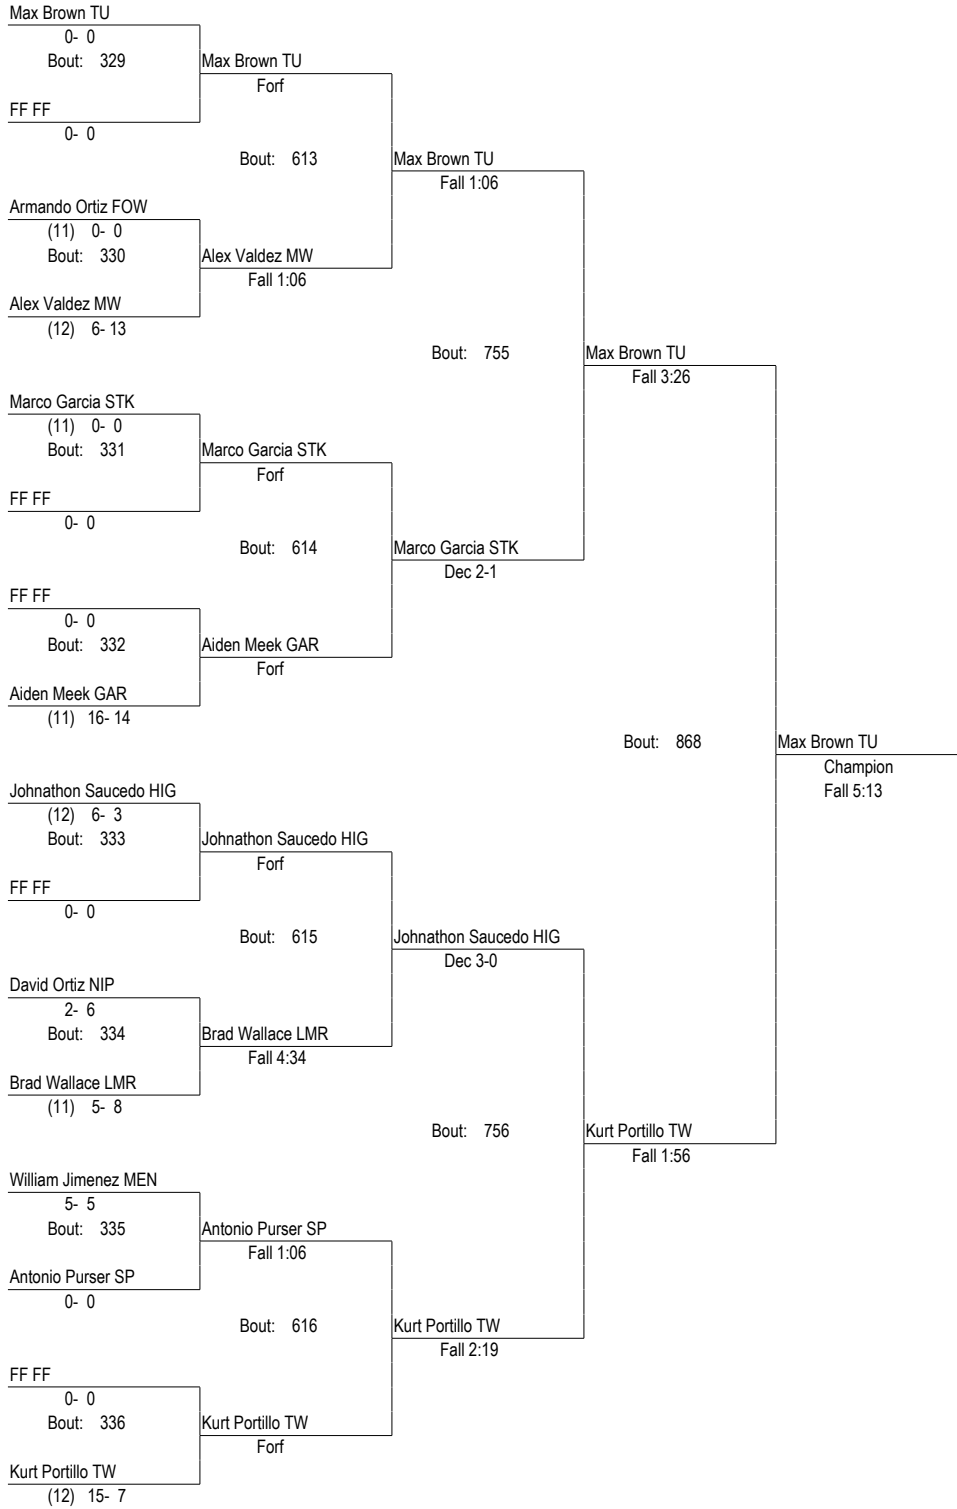 Max Brown TU
0- 0
Bout: 329
Max Brown TU
Forf
FF FF
0- 0
Bout: 613
Max Brown TU
Fall 1:06
Armando Ortiz FOW
(11) 0- 0
Bout: 330
Alex Valdez MW
Fall 1:06
Alex Valdez MW
(12) 6- 13
Bout: 755
Max Brown TU
Fall 3:26
Marco Garcia STK
(11) 0- 0
Bout: 331
Marco Garcia STK
Forf
FF FF
0- 0
Bout: 614
Marco Garcia STK
Dec 2-1
FF FF
0- 0
Bout: 332
Aiden Meek GAR
Forf
Aiden Meek GAR
(11) 16- 14
Bout: 868
Max Brown TU
Champion
Fall 5:13
Johnathon Saucedo HIG
(12) 6- 3
Bout: 333
Johnathon Saucedo HIG
Forf
FF FF
0- 0
Bout: 615
Johnathon Saucedo HIG
Dec 3-0
David Ortiz NIP
2- 6
Bout: 334
Brad Wallace LMR
Fall 4:34
Brad Wallace LMR
(11) 5- 8
Bout: 756
Kurt Portillo TW
Fall 1:56
William Jimenez MEN
5- 5
Bout: 335
Antonio Purser SP
Fall 1:06
Antonio Purser SP
0- 0
Bout: 616
Kurt Portillo TW
Fall 2:19
FF FF
0- 0
Bout: 336
Kurt Portillo TW
Forf
Kurt Portillo TW
(12) 15- 7